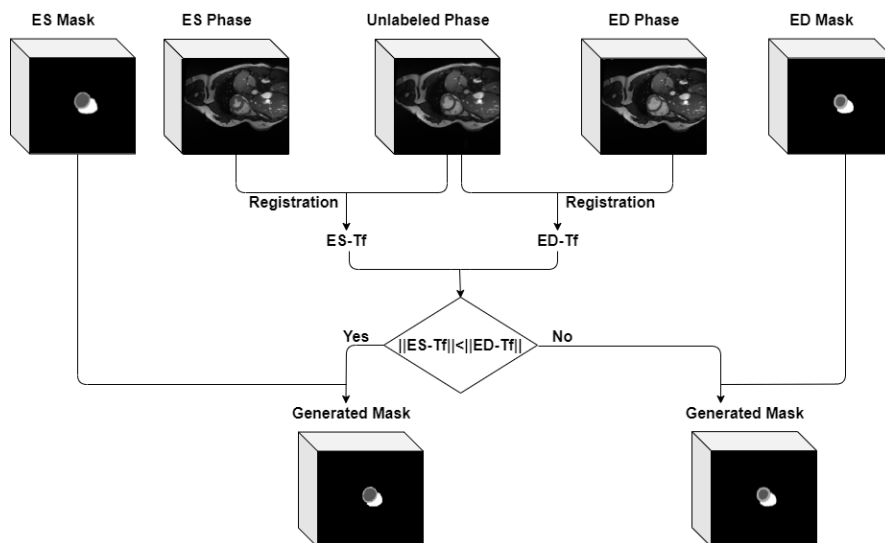 ES Mask
ES Phase
Unlabeled Phase
ED Phase
ED Mask
Registration
Registration
ES-Tf
ED-Tf
Yes
||ES-Tf||<||ED-Tf||
No
Generated Mask
Generated Mask